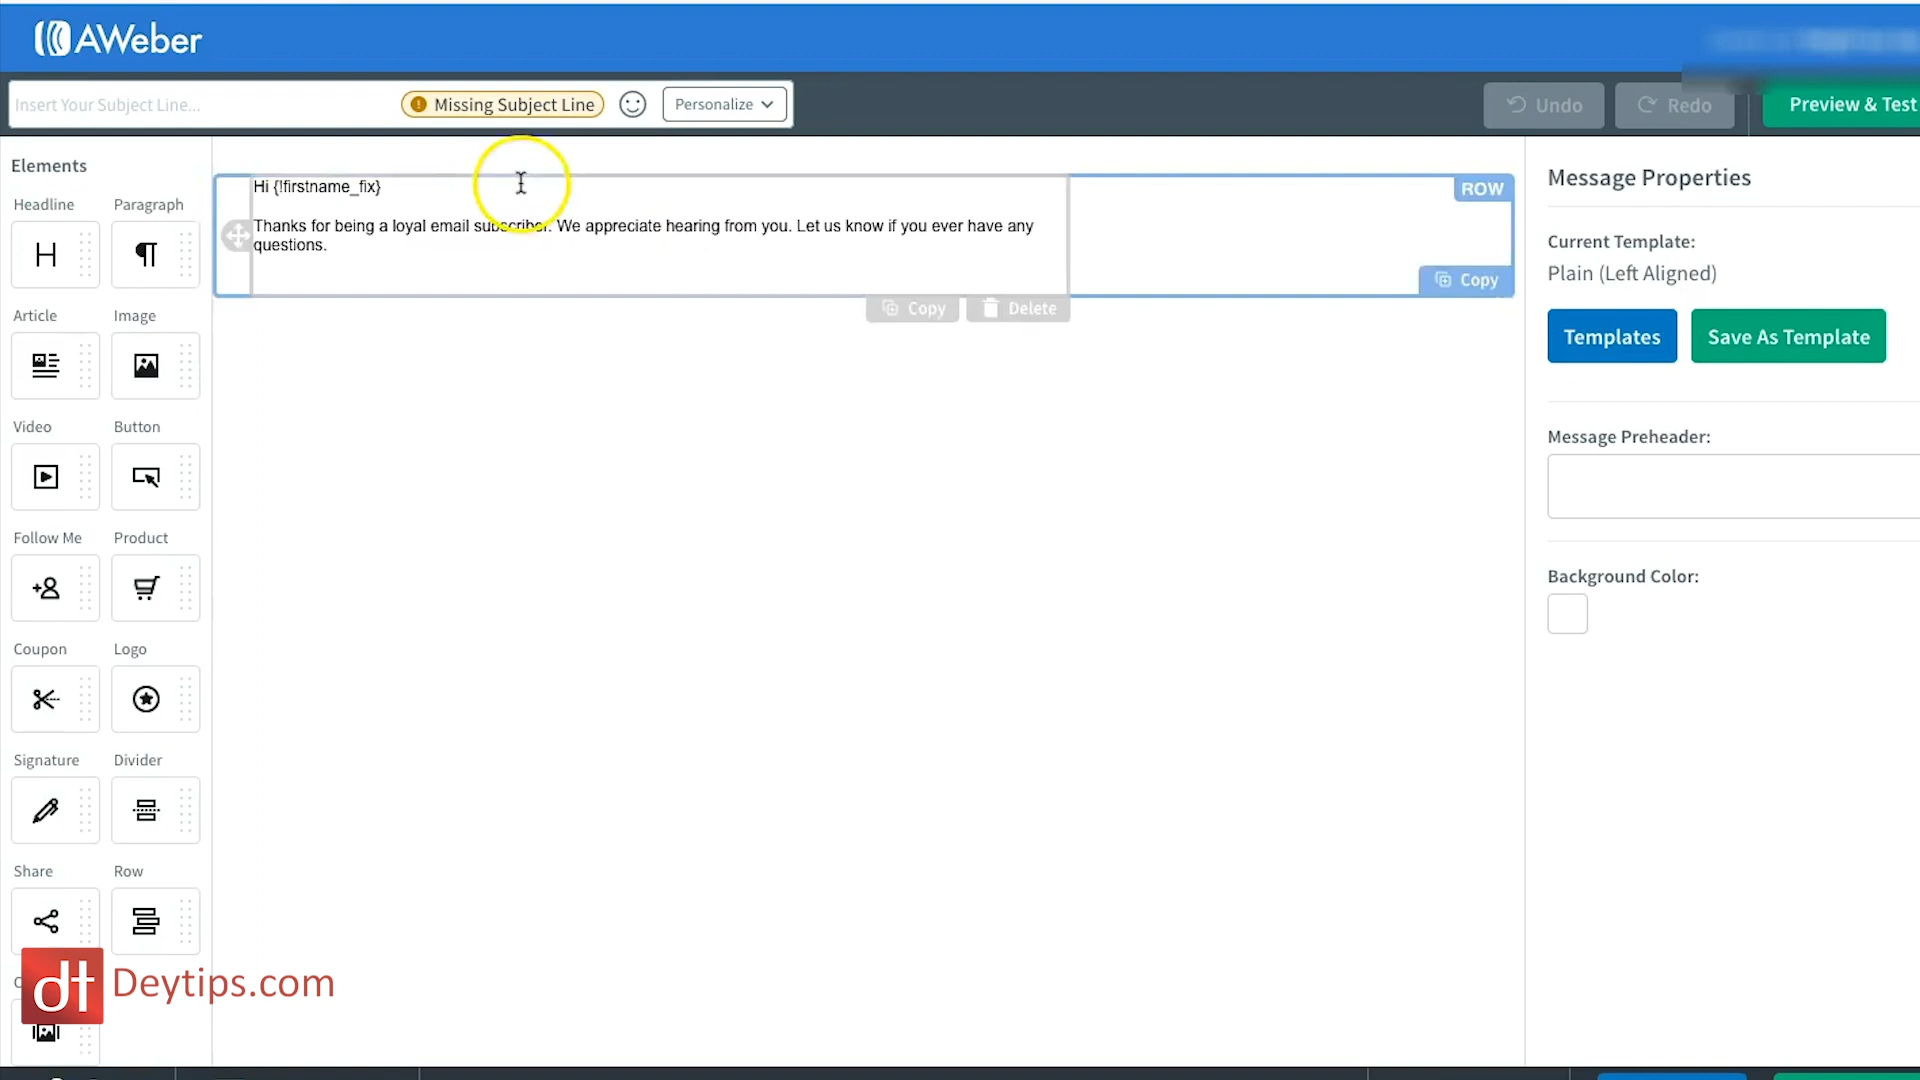 AWeber
Insert Your Subject Line...
Missing Subject Line
Personalize
Undo
Redo
Preview & Test
Elements
Headline
Paragraph
Article
Image
Video
Button
Follow Me
Product
Coupon
Logo
Signature
Divider
Share
Row
Hi {!firstname_fix}
Thanks for being a loyal email subscriber. We appreciate hearing from you. Let us know if you ever have any
questions.
ROW
Copy
Copy
Delete
Message Properties
Current Template:
Plain (Left Aligned)
Templates
Save As Template
Message Preheader:
Background Color:
dt
Deytips.com